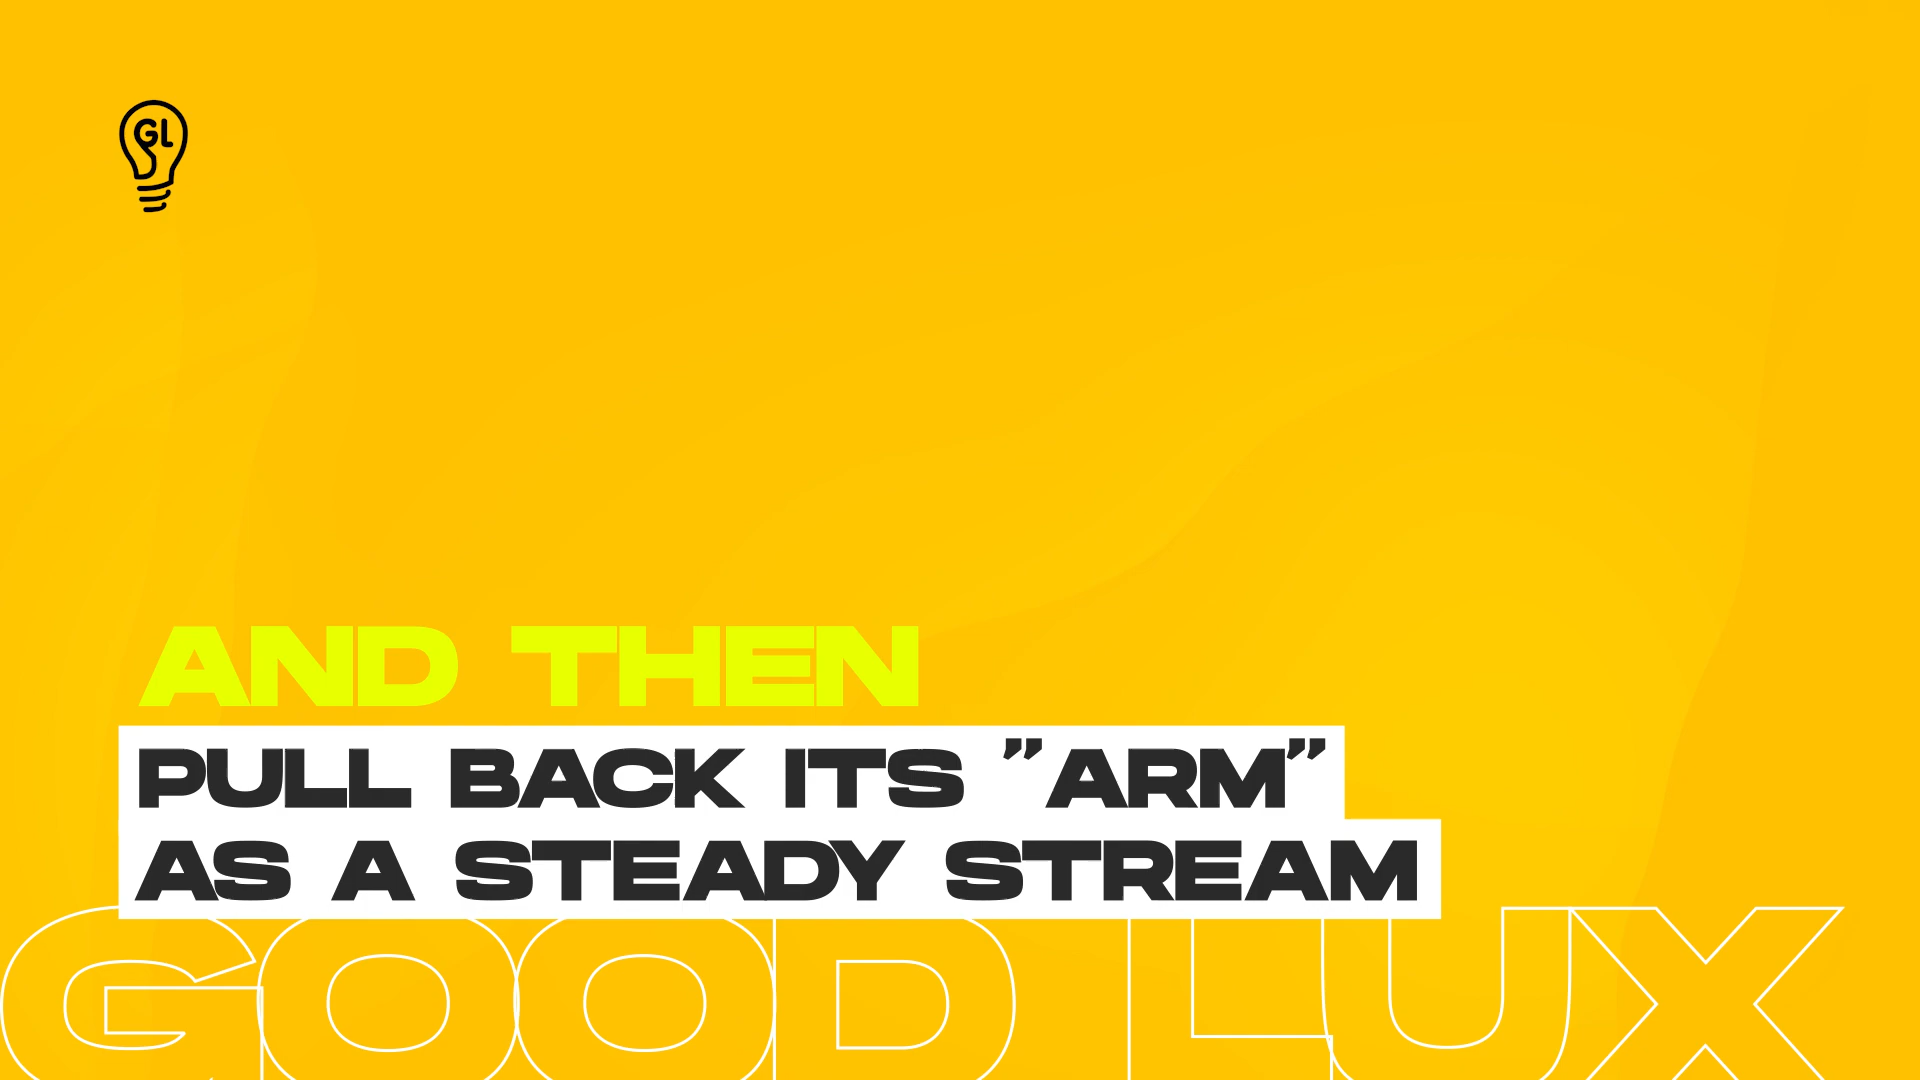 GL
AND THEN
PULL BACK ITS "ARM"
AS A STEADY STREAM
GOOD LUX